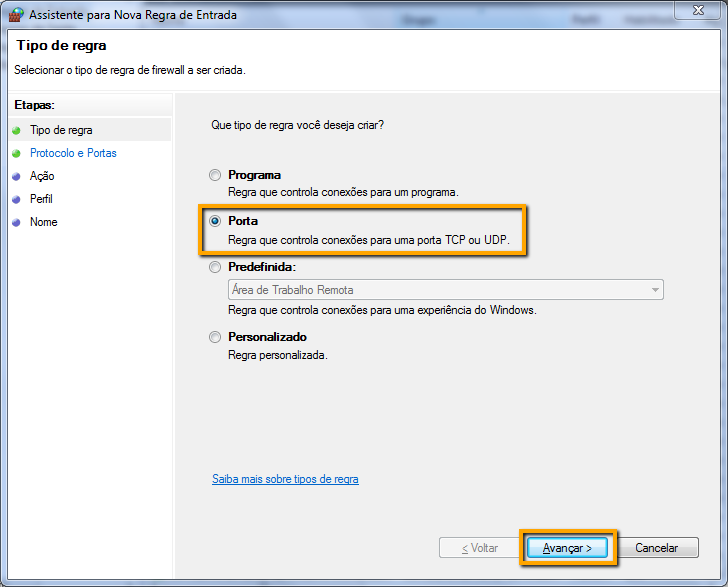 Assistente para Nova Regra de Entrada
Tipo de regra
Selecionar o tipo de regra de firewall a ser criada.
Etapas:
Tipo de regra
Protocolo e Portas
Ação
Perfil
Nome
Que tipo de regra você deseja criar?
Programa
Regra que controla conexões para um programa.
Porta
Regra que controla conexões para uma porta TCP ou UDP.
Predefinida:
Área de Trabalho Remota
Regra que controla conexões para uma experiência do Windows.
Personalizado
Regra personalizada.
Saiba mais sobre tipos de regra
< Voltar
Avançar >
Cancelar